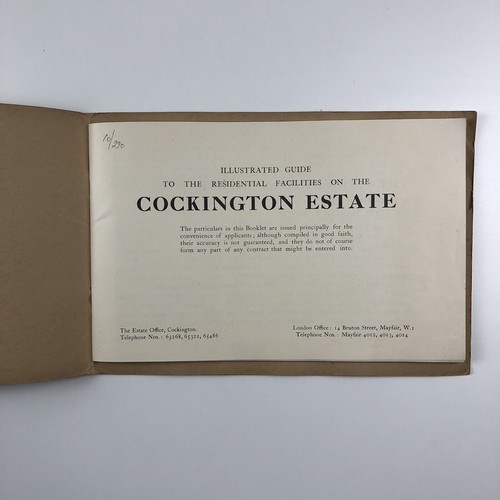 10/290
ILLUSTRATED GUIDE
TO THE RESIDENTIAL FACILITIES ON THE
COCKINGTON ESTATE
The particulars in this Booklet are issued principally for the
convenience of applicants; although compiled in good faith,
their accuracy is not guaranteed, and they do not of course
form any part of any contract that might be entered into.
The Estate Office, Cockington.
Telephone Nos.: 65268, 65322, 65466
London Office: 14 Bruton Street, Mayfair, W.1
Telephone Nos.: Mayfair 4012, 4013, 4014